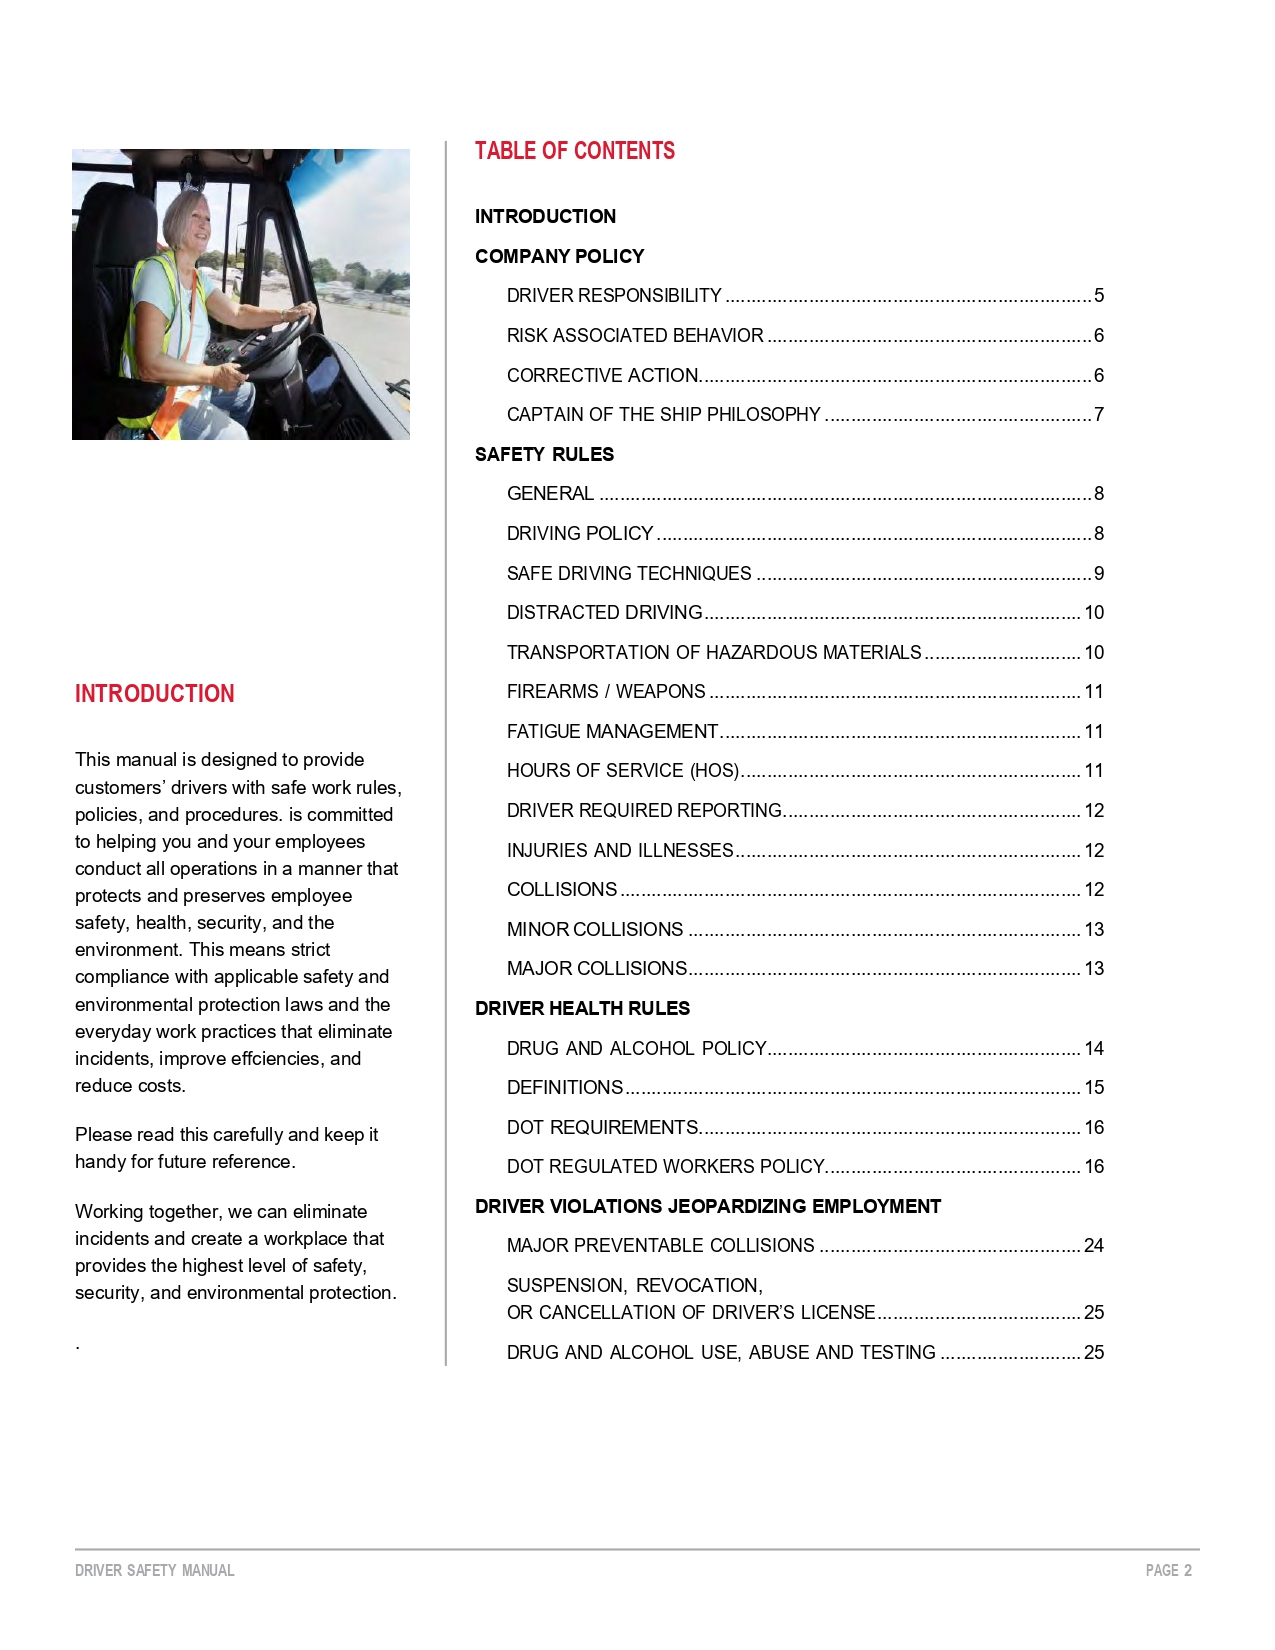 INTRODUCTION
This manual is designed to provide
customers’ drivers with safe work rules,
policies, and procedures. is committed
to helping you and your employees
conduct all operations in a manner that
protects and preserves employee
safety, health, security, and the
environment. This means strict
compliance with applicable safety and
environmental protection laws and the
everyday work practices that eliminate
incidents, improve effciencies, and
reduce costs.
Please read this carefully and keep it
handy for future reference.
Working together, we can eliminate
incidents and create a workplace that
provides the highest level of safety,
security, and environmental protection.
.
TABLE OF CONTENTS
INTRODUCTION
COMPANY POLICY
DRIVER RESPONSIBILITY ..... 5
RISK ASSOCIATED BEHAVIOR ..... 6
CORRECTIVE ACTION ..... 6
CAPTAIN OF THE SHIP PHILOSOPHY ..... 7
SAFETY RULES
GENERAL ..... 8
DRIVING POLICY ..... 8
SAFE DRIVING TECHNIQUES ..... 9
DISTRACTED DRIVING ..... 10
TRANSPORTATION OF HAZARDOUS MATERIALS ..... 10
FIREARMS / WEAPONS ..... 11
FATIGUE MANAGEMENT ..... 11
HOURS OF SERVICE (HOS) ..... 11
DRIVER REQUIRED REPORTING ..... 12
INJURIES AND ILLNESSES ..... 12
COLLISIONS ..... 12
MINOR COLLISIONS ..... 13
MAJOR COLLISIONS ..... 13
DRIVER HEALTH RULES
DRUG AND ALCOHOL POLICY ..... 14
DEFINITIONS ..... 15
DOT REQUIREMENTS ..... 16
DOT REGULATED WORKERS POLICY ..... 16
DRIVER VIOLATIONS JEOPARDIZING EMPLOYMENT
MAJOR PREVENTABLE COLLISIONS ..... 24
SUSPENSION, REVOCATION,
OR CANCELLATION OF DRIVER’S LICENSE ..... 25
DRUG AND ALCOHOL USE, ABUSE AND TESTING ..... 25
DRIVER SAFETY MANUAL PAGE 2